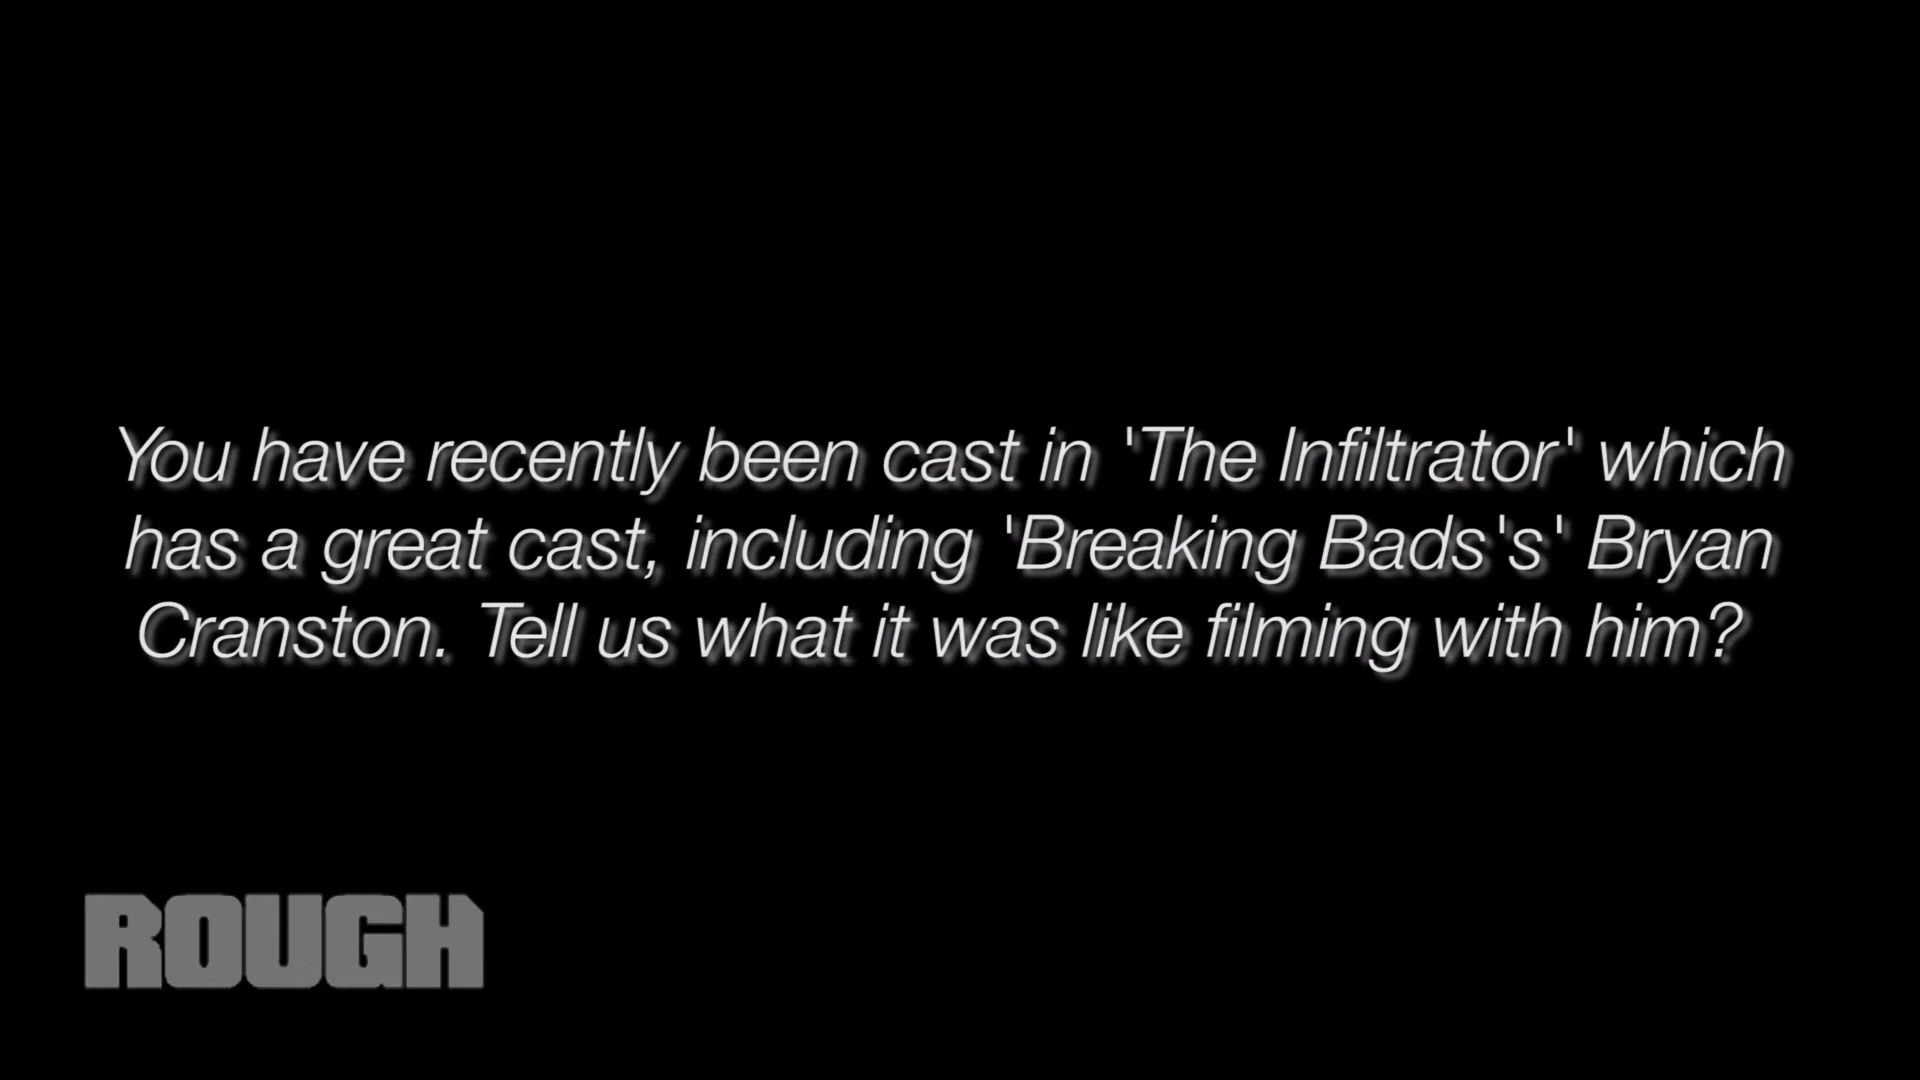 You have recently been cast in 'The Infiltrator' which
has a great cast, including 'Breaking Bads's' Bryan
Cranston. Tell us what it was like filming with him?
ROUGH